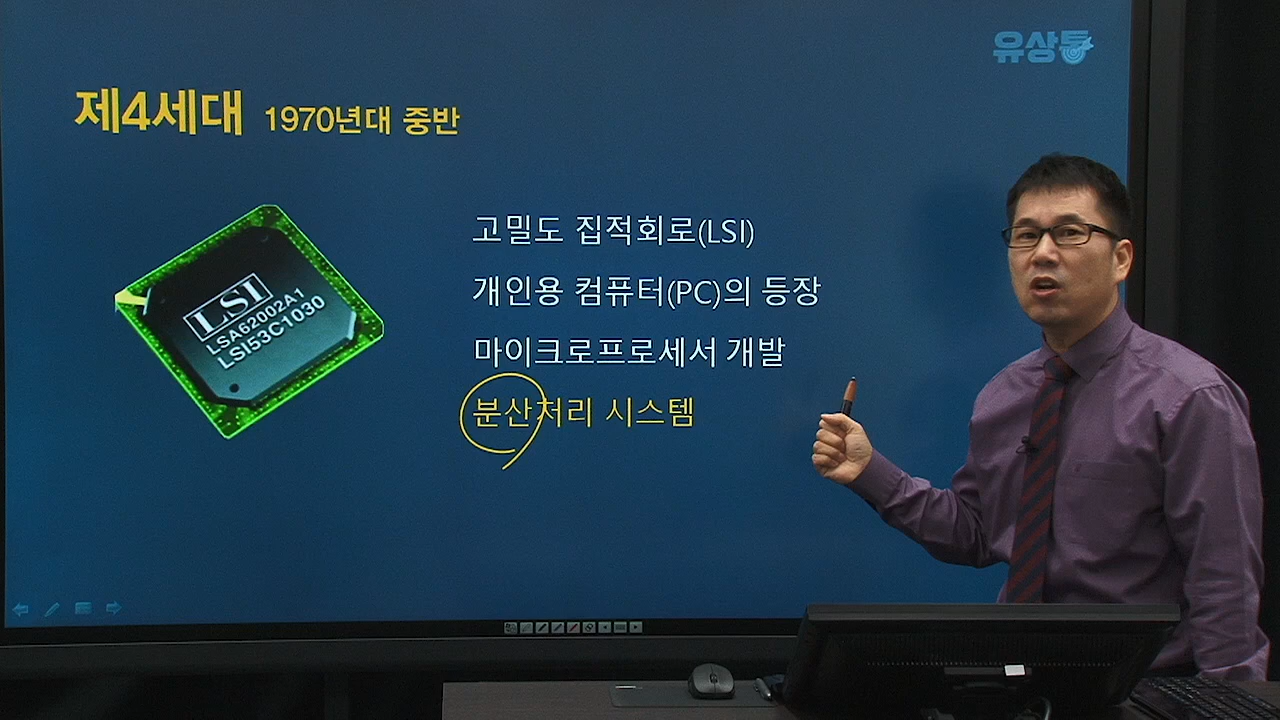 유상통
제4세대 1970년대 중반
고밀도 집적회로(LSI)
개인용 컴퓨터(PC)의 등장
마이크로프로세서 개발
분산처리 시스템
LSI
LSA62002A1
LSI53C1030